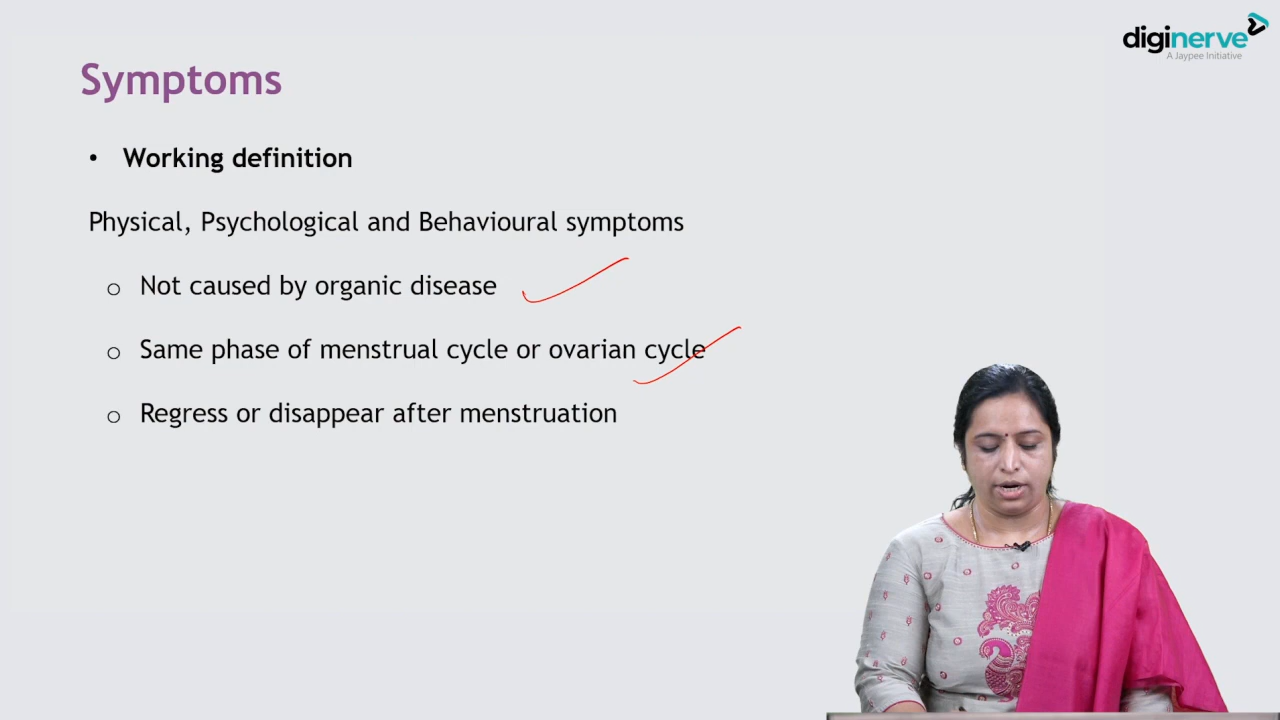 diginerve
A Jaypee Initiative
Symptoms
• Working definition
Physical, Psychological and Behavioural symptoms
o Not caused by organic disease
o Same phase of menstrual cycle or ovarian cycle
o Regress or disappear after menstruation